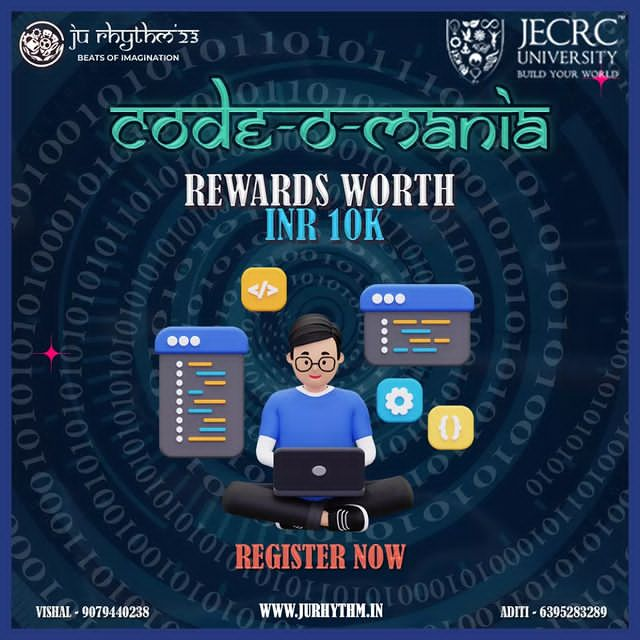 ju rhythm'23
BEATS OF IMAGINATION
JECRC
UNIVERSITY
BUILD YOUR WORLD
CODE-O-MANIA
REWARDS WORTH
INR 10K
</>
{}
REGISTER NOW
VISHAL - 9079440238
WWW.JURHYTHM.IN
ADITI - 6395283289